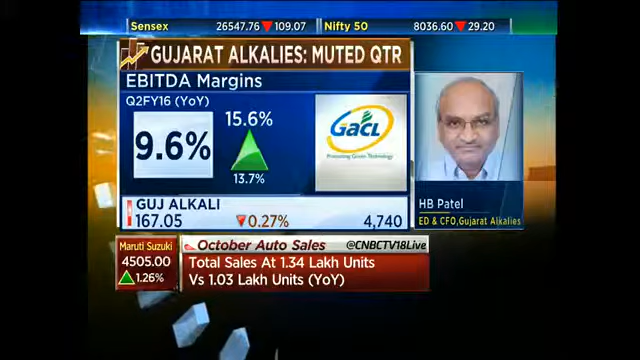 Sensex 26547.76 ▼109.07 Nifty 50 8036.60 ▼29.20
GUJARAT ALKALIES: MUTED QTR
EBITDA Margins
Q2FY16 (YoY)
9.6%
15.6%
13.7%
GACL
Promoting Green Technology
GUJ ALKALI
167.05 ▼0.27% 4,740
HB Patel
ED & CFO,Gujarat Alkalies
Maruti Suzuki
4505.00
▲1.26%
October Auto Sales @CNBCTV18Live
Total Sales At 1.34 Lakh Units
Vs 1.03 Lakh Units (YoY)